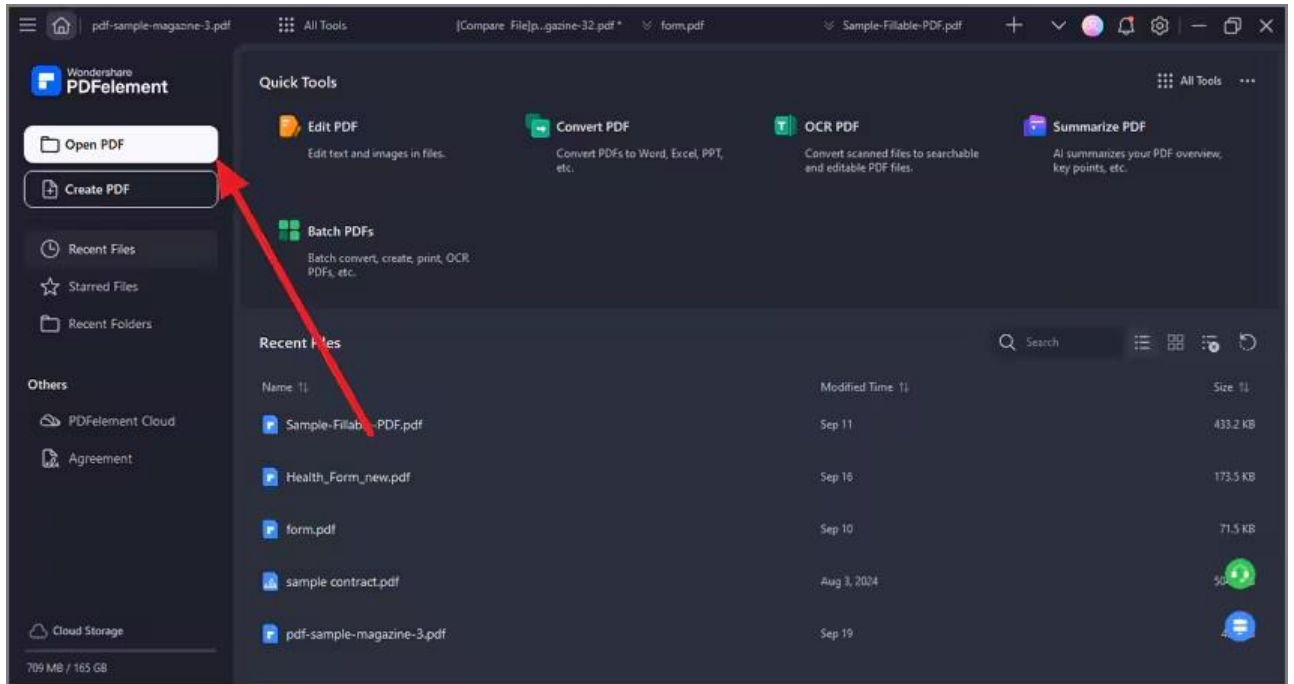 pdf-sample-magazine-3.pdf
All Tools
[Compare File]p...gazine-32.pdf *
form.pdf
Sample-Fillable-PDF.pdf
Wondershare
PDFelement
Open PDF
Create PDF
Recent Files
Starred Files
Recent Folders
Others
PDFelement Cloud
Agreement
Cloud Storage
709 MB / 165 GB
Quick Tools
All Tools
Edit PDF
Edit text and images in files.
Convert PDF
Convert PDFs to Word, Excel, PPT,
etc.
OCR PDF
Convert scanned files to searchable
and editable PDF files.
Summarize PDF
AI summarizes your PDF overview,
key points, etc.
Batch PDFs
Batch convert, create, print, OCR
PDFs, etc.
Recent Files
Search
Name
Modified Time
Size
Sample-Fillable-PDF.pdf
Sep 11
433.2 KB
Health_Form_new.pdf
Sep 16
173.5 KB
form.pdf
Sep 10
71.5 KB
sample contract.pdf
Aug 3, 2024
pdf-sample-magazine-3.pdf
Sep 19